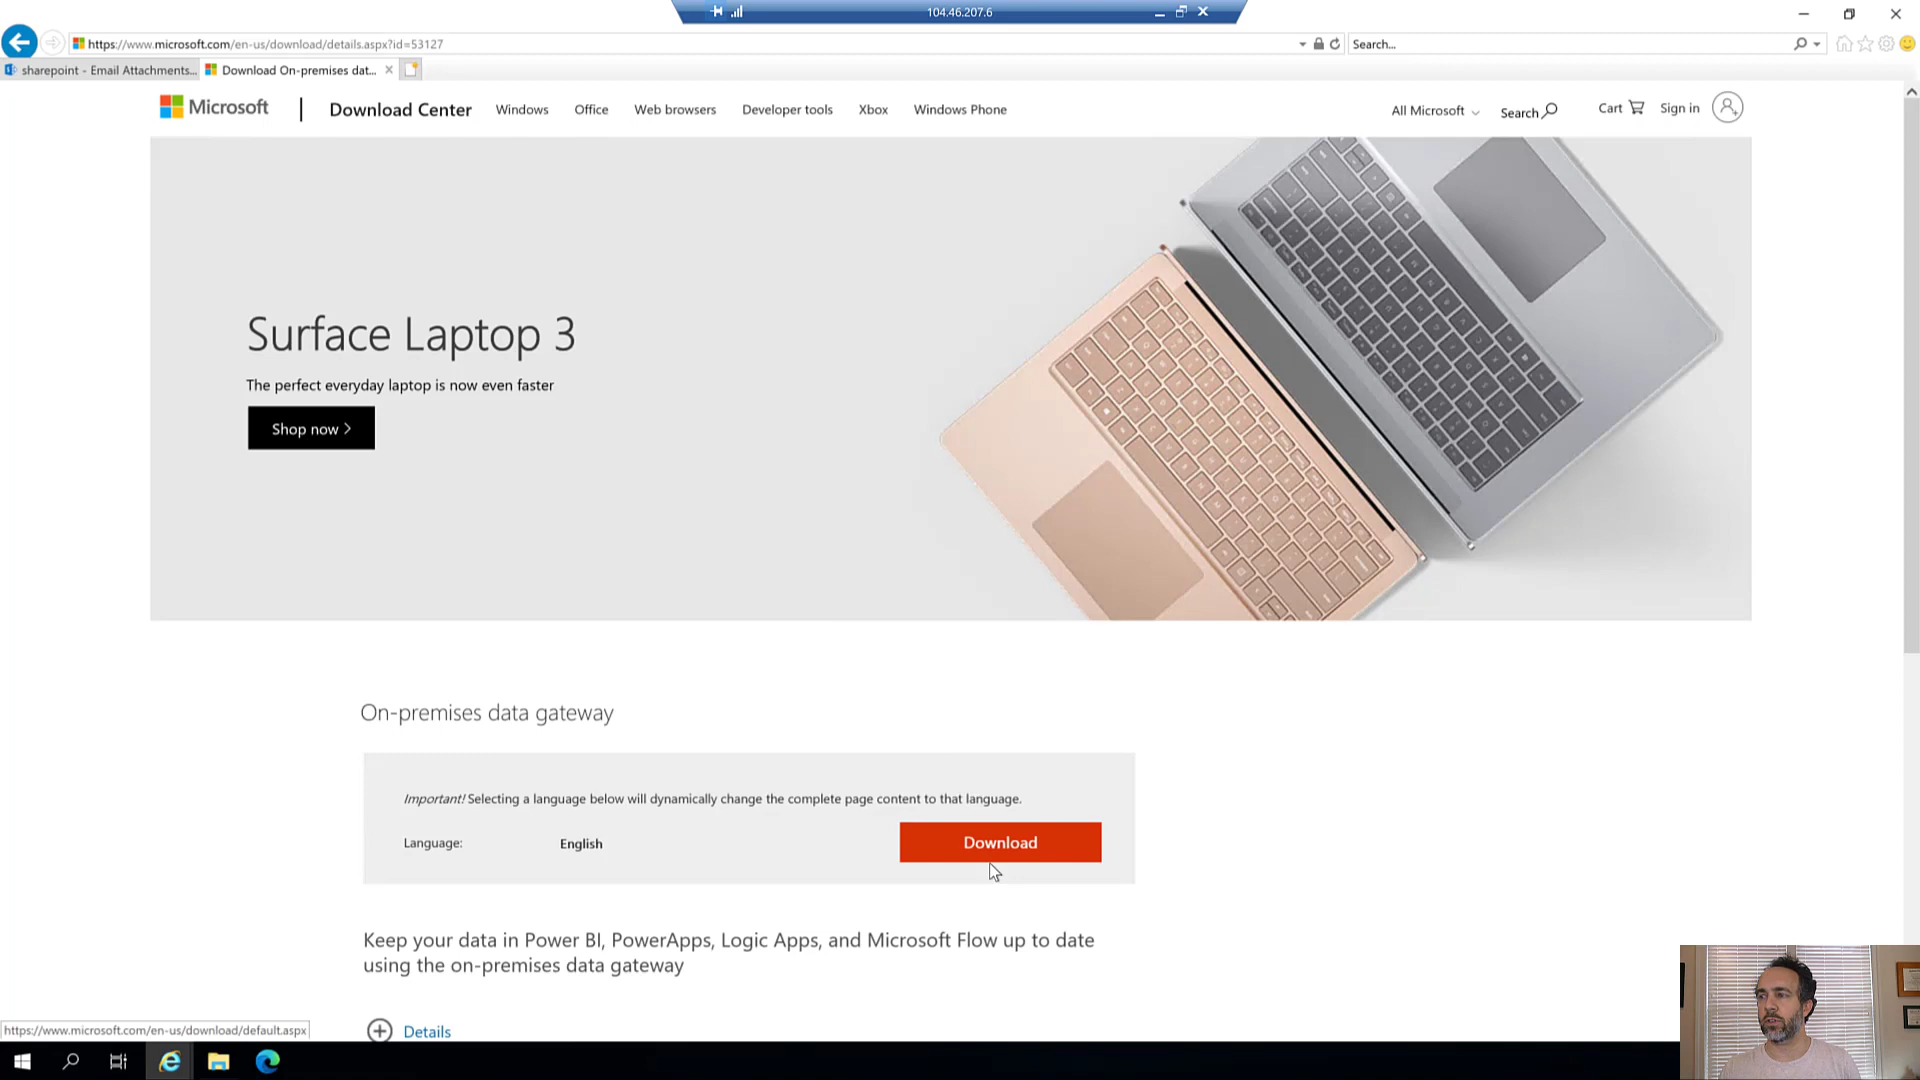 104.46.207.6
https://www.microsoft.com/en-us/download/details.aspx?id=53127
Search...
sharepoint - Email Attachments...
Download On-premises dat...
Microsoft
Download Center
Windows
Office
Web browsers
Developer tools
Xbox
Windows Phone
All Microsoft
Search
Cart
Sign in
Surface Laptop 3
The perfect everyday laptop is now even faster
Shop now
On-premises data gateway
Important! Selecting a language below will dynamically change the complete page content to that language.
Language:
English
Download
Keep your data in Power BI, PowerApps, Logic Apps, and Microsoft Flow up to date
using the on-premises data gateway
Details
https://www.microsoft.com/en-us/download/default.aspx